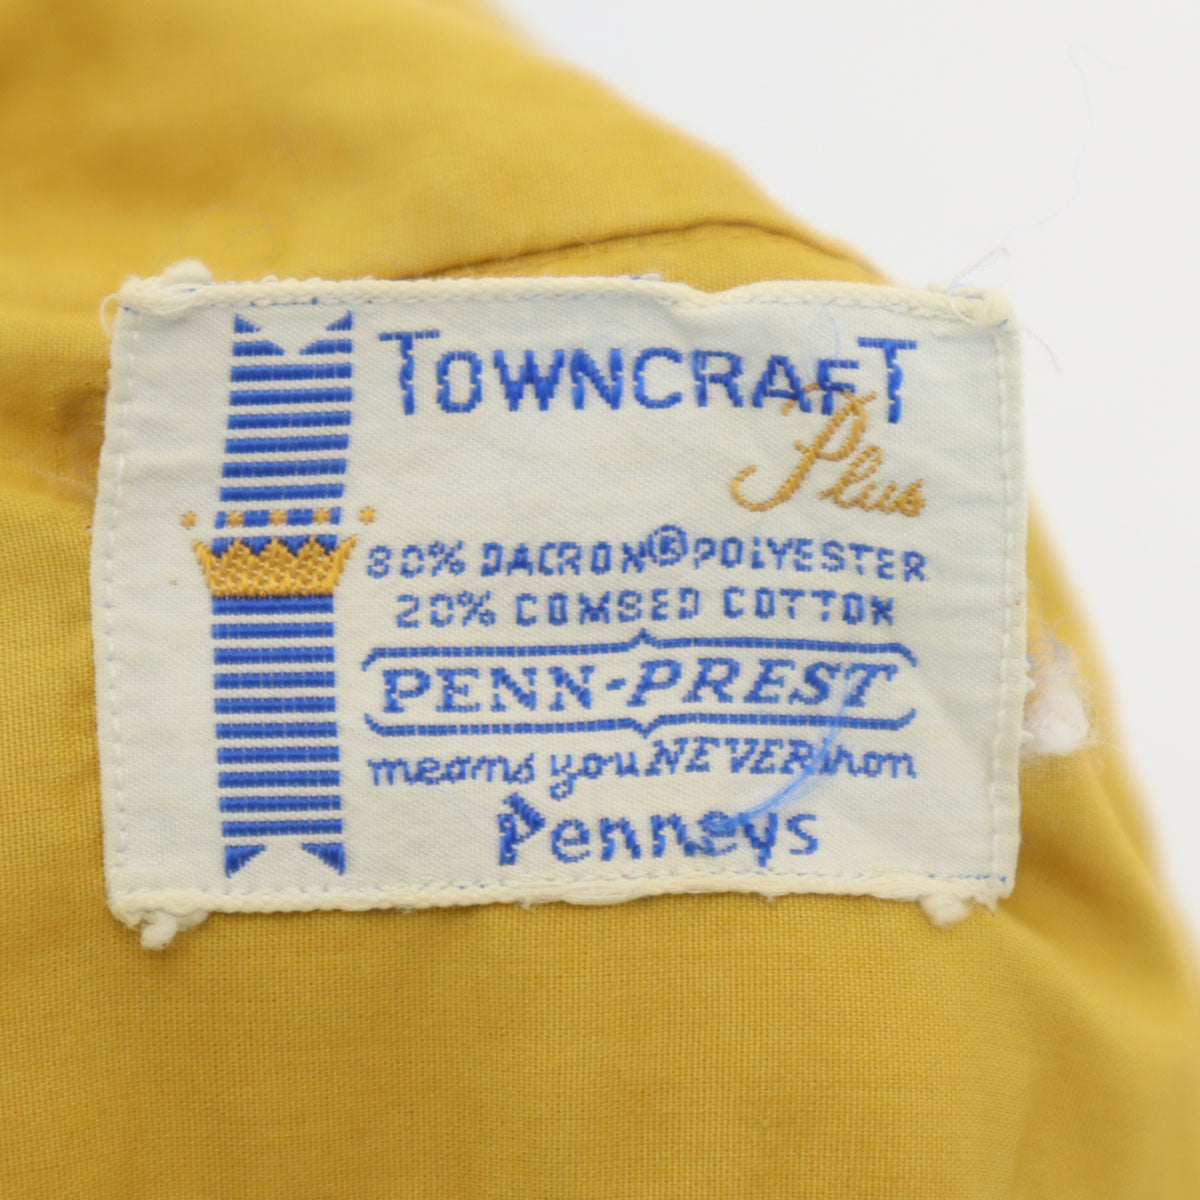 TOWNCRAFT
Plus
80% DACRON® POLYESTER
20% COMBED COTTON
PENN-PREST
means you NEVER iron
Penneys